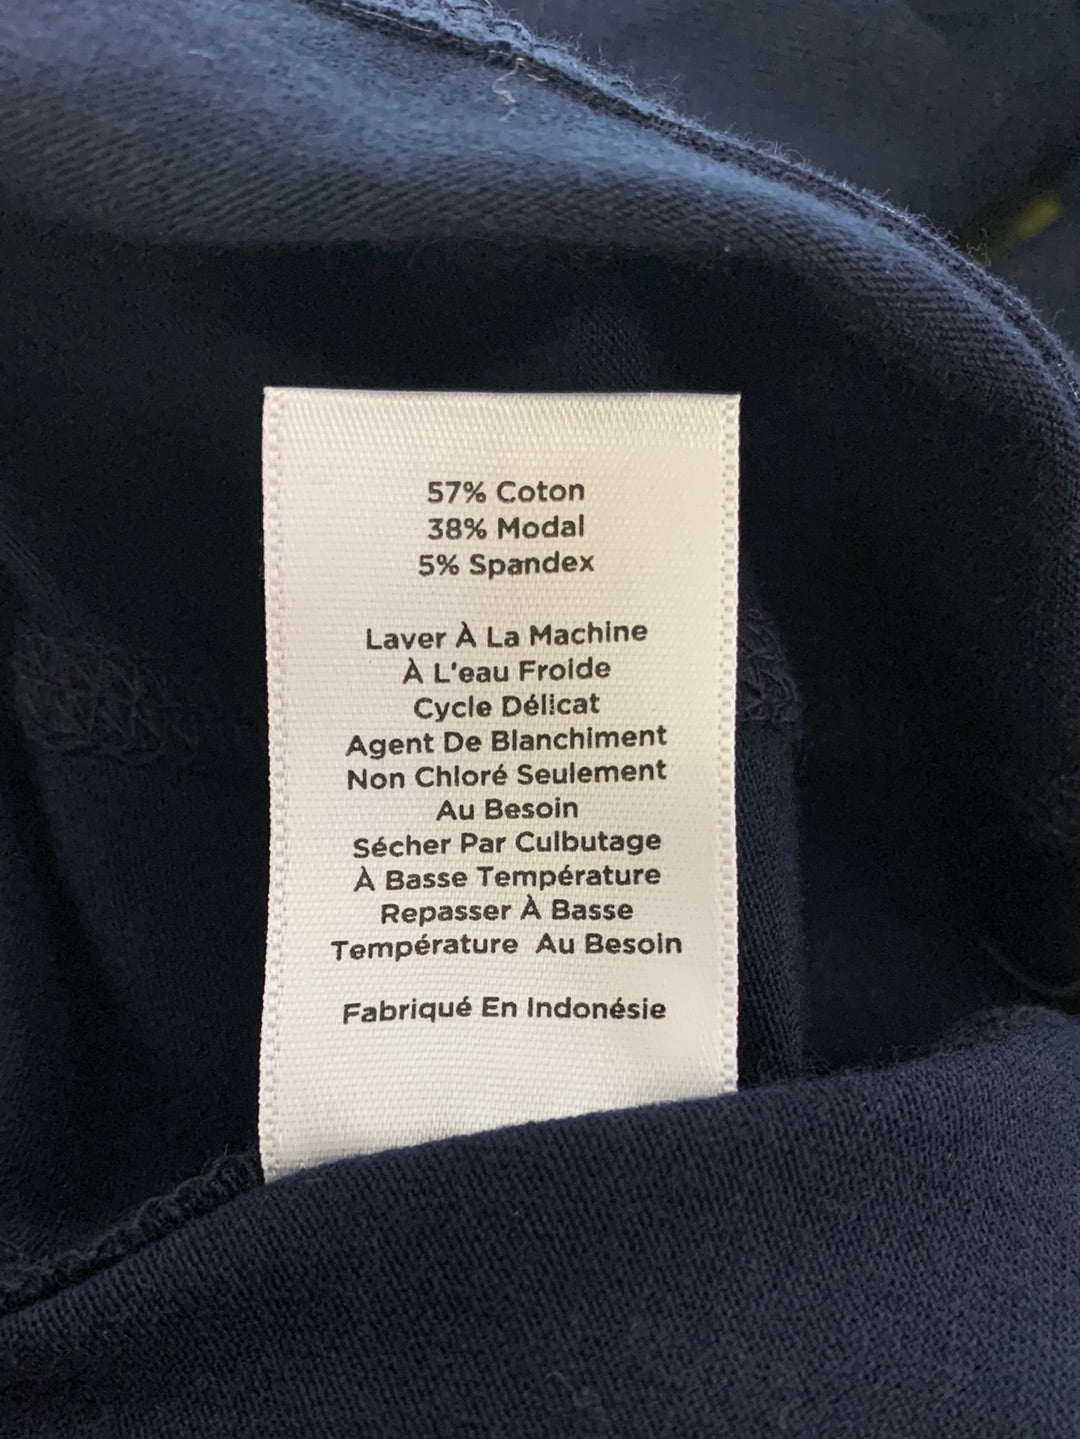 57% Coton
38% Modal
5% Spandex
Laver À La Machine
À L'eau Froide
Cycle Délicat
Agent De Blanchiment
Non Chloré Seulement
Au Besoin
Sécher Par Culbutage
À Basse Température
Repasser À Basse
Température Au Besoin
Fabriqué En Indonésie